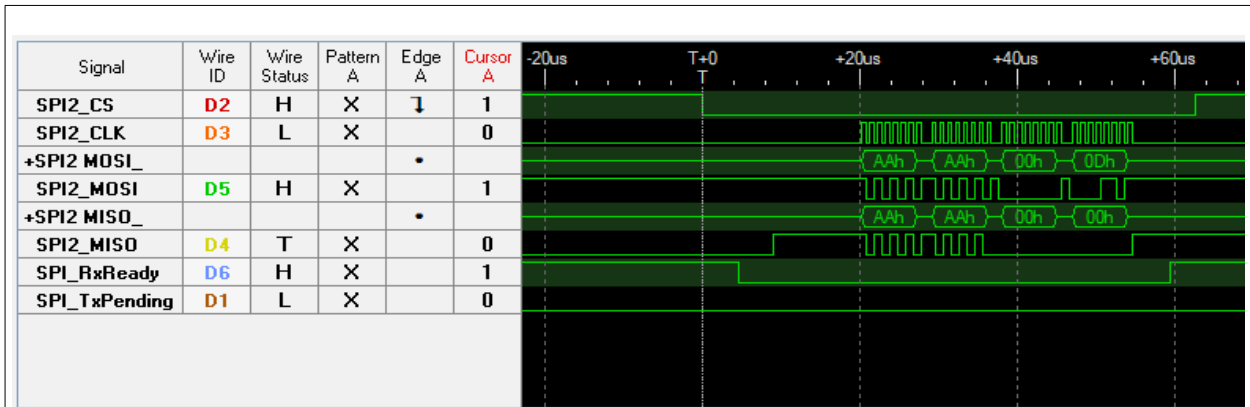 Signal Wire ID Wire Status Pattern A Edge A Cursor A -20us T+0 +20us +40us +60us
T
SPI2_CS D2 H X 1
SPI2_CLK D3 L X 0
+SPI2 MOSI_ AAh AAh 00h 0Dh
SPI2_MOSI D5 H X 1
+SPI2 MISO_ AAh AAh 00h 00h
SPI2_MISO D4 T X 0
SPI_RxReady D6 H X 1
SPI_TxPending D1 L X 0